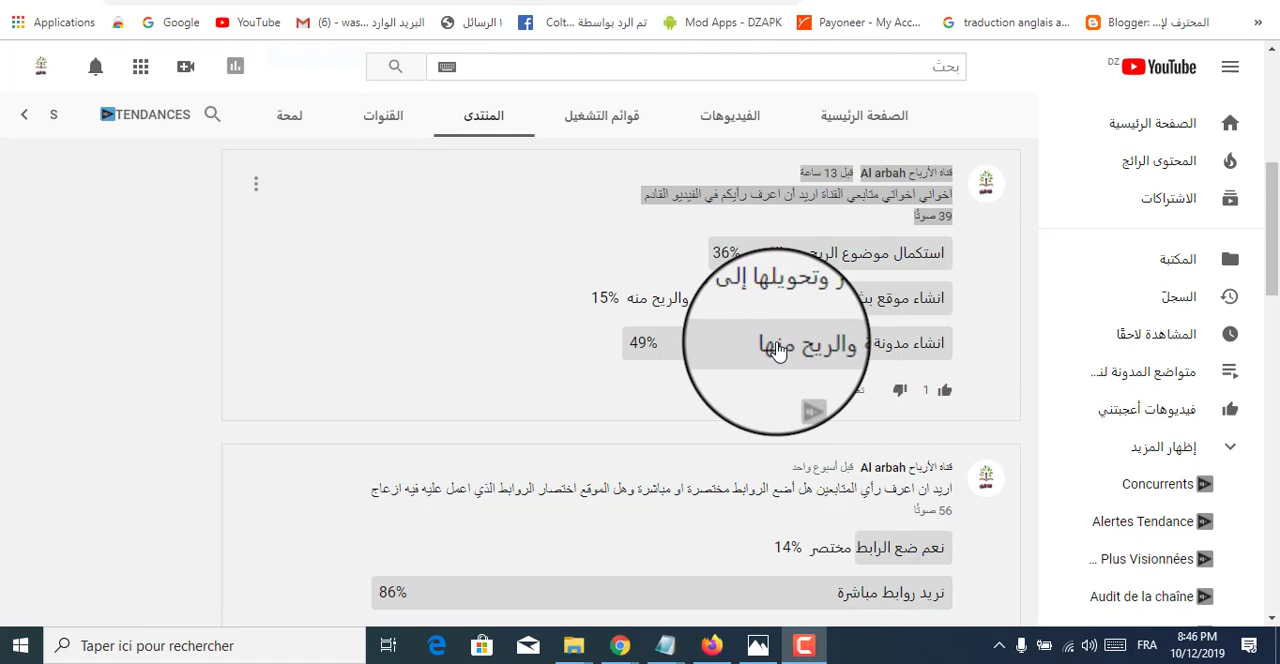 Applications
Google
YouTube
البريد الوارد (6) - was...
١ الرسائل
تم الرد بواسطة Colt...
Mod Apps - DZAPK
Payoneer - My Acc...
traduction anglais a...
المحترف لإ... :Blogger
»
بحث
YouTube DZ
الصفحة الرئيسية
الفيديوهات
قوائم التشغيل
المنتدى
القنوات
لمحة
TENDANCES
S
قناة الأرباح Al arbah قبل 13 ساعة
اخواني اخواتي متابعي القناة اريد أن اعرف رأيكم في الفيديو القادم
39 صوتًا
استكمال موضوع الربح
36%
وتحويلها إلى
انشاء موقع
والربح منه 15%
انشاء مدونة
والربح منها
49%
1
قناة الأرباح Al arbah قبل أسبوع واحد
اريد ان اعرف رأي المتابعين هل أضع الروابط مختصرة او مباشرة وهل الموقع اختصار الروابط الذي اعمل عليه فيه ازعاج
56 صوتًا
نعم ضع الرابط مختصر 14%
نريد روابط مباشرة
86%
الصفحة الرئيسية
المحتوى الرائج
الاشتراكات
المكتبة
السجلّ
المشاهدة لاحقًا
متواضع المدونة لنـ...
فيديوهات أعجبتني
إظهار المزيد
Concurrents
Alertes Tendance
Plus Visionnées ...
Audit de la chaîne
Taper ici pour rechercher
FRA
8:46 PM
10/12/2019